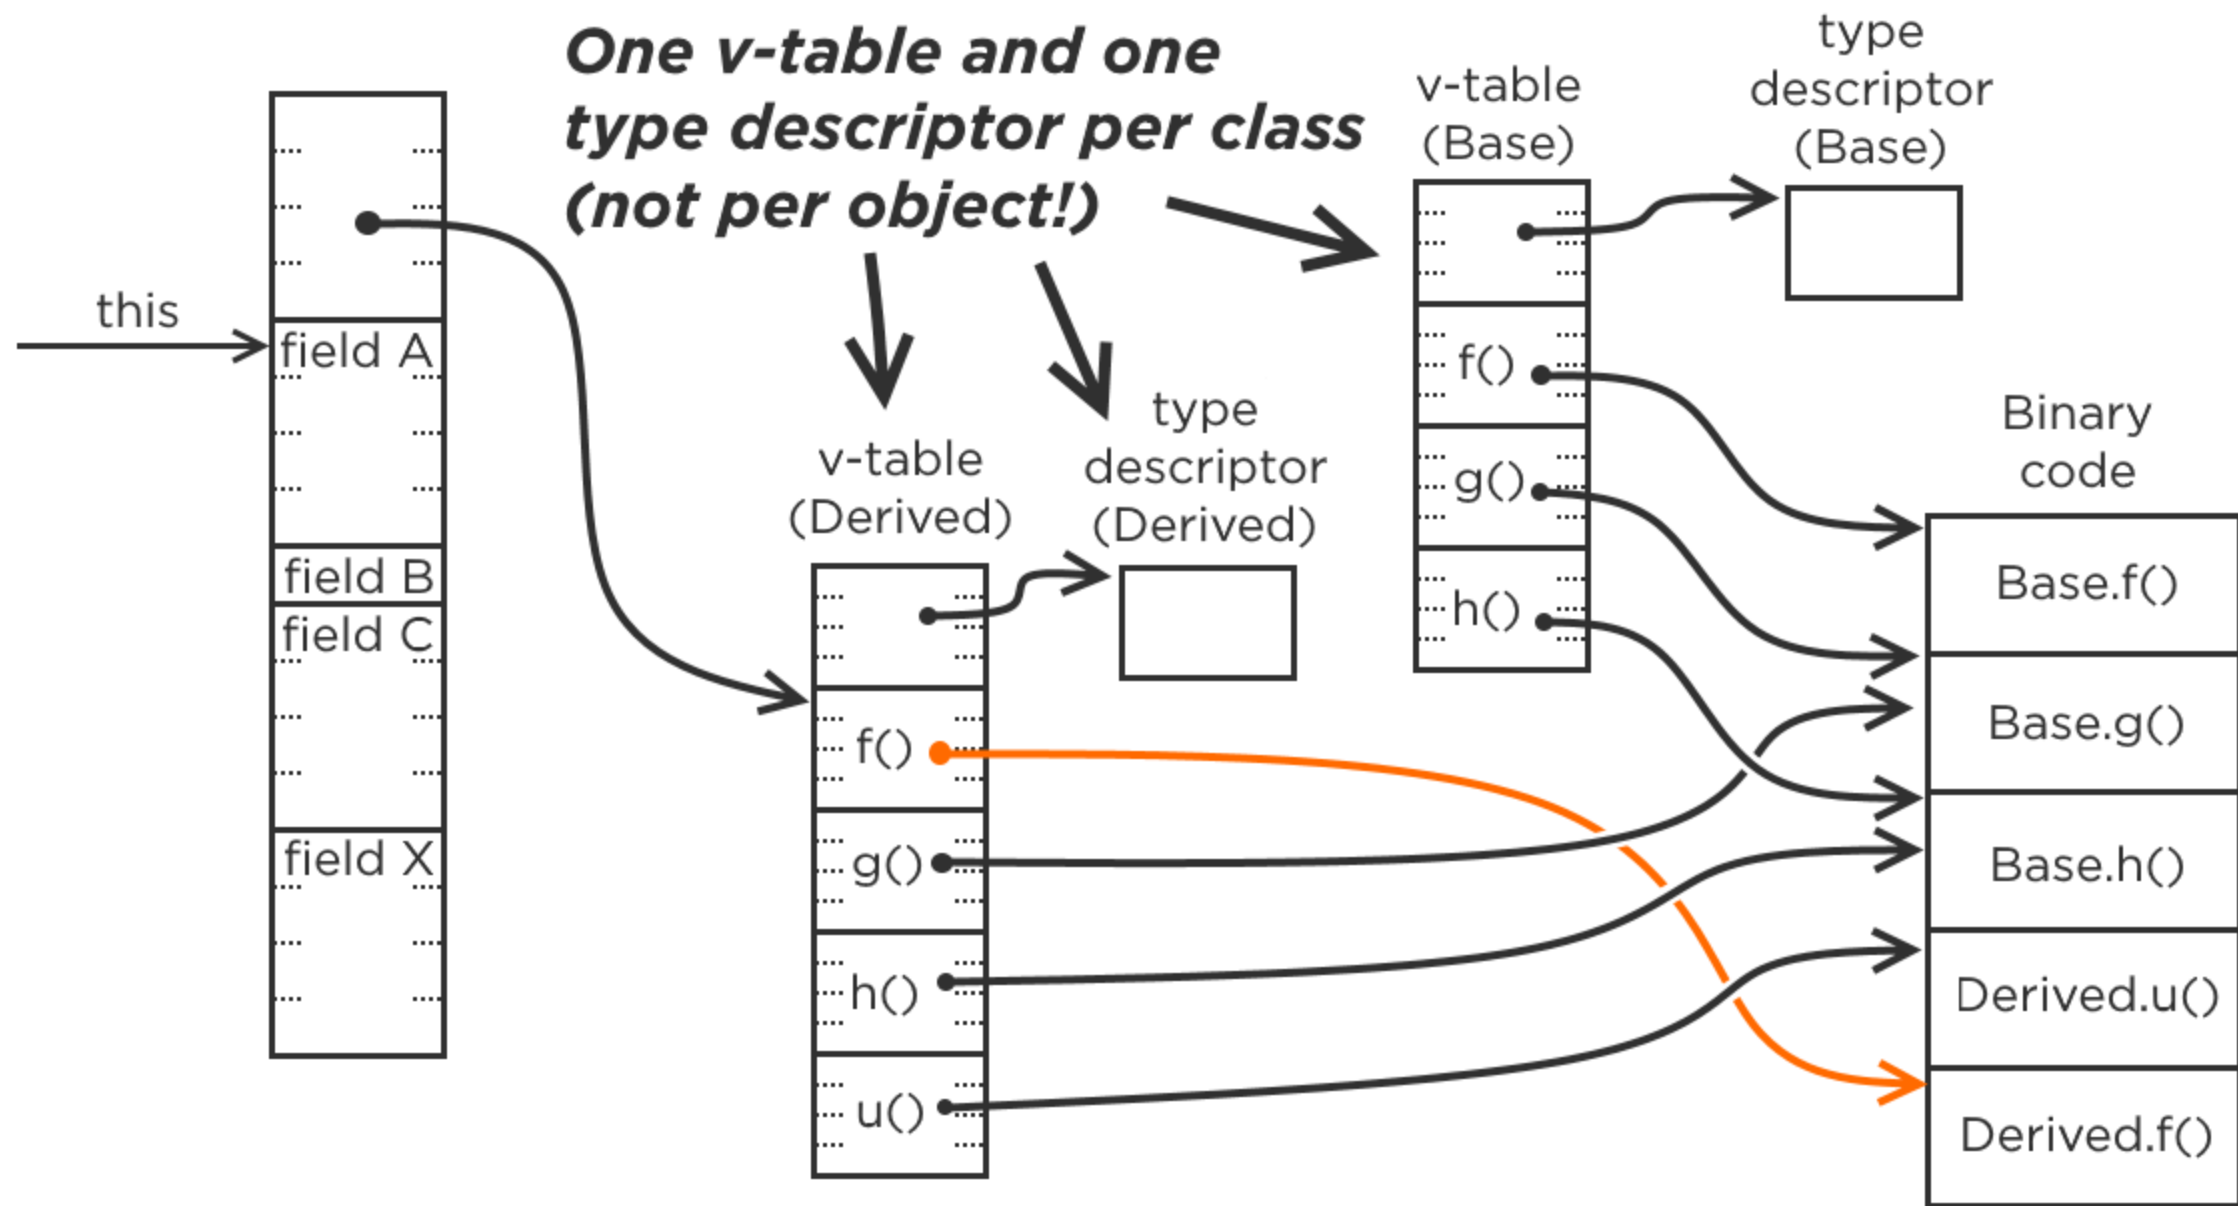 One v-table and one
type descriptor per class
(not per object!)
this
field A
field B
field C
field X
v-table
(Derived)
f()
g()
h()
u()
type
descriptor
(Derived)
v-table
(Base)
f()
g()
h()
type
descriptor
(Base)
Binary
code
Base.f()
Base.g()
Base.h()
Derived.u()
Derived.f()